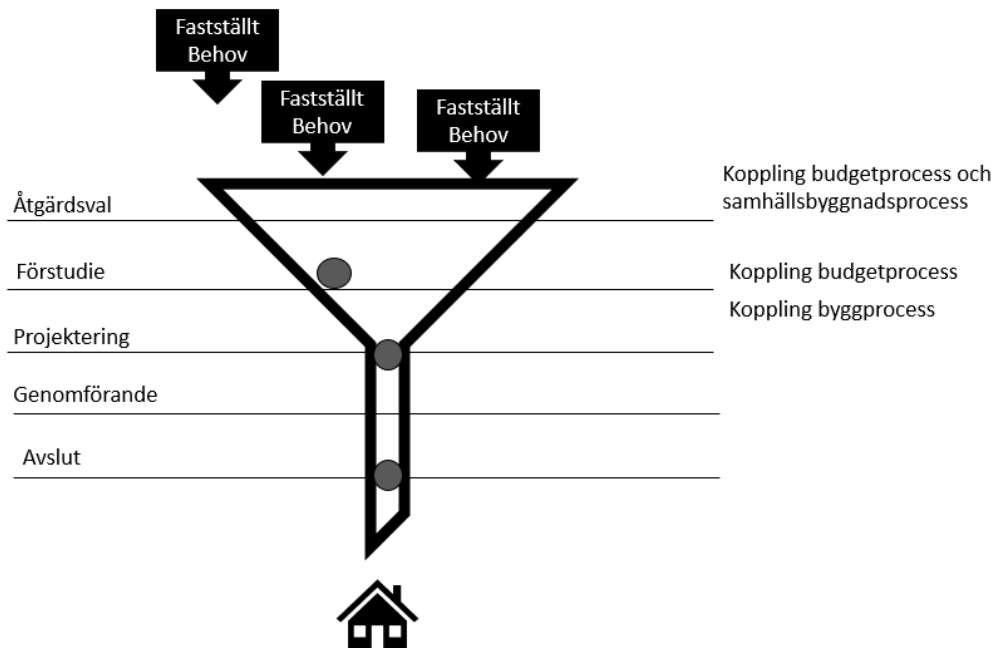 Fastställt
Behov
Fastställt
Behov
Fastställt
Behov
Åtgärdsval
Koppling budgetprocess och
samhällsbyggnadsprocess
Förstudie
Koppling budgetprocess
Koppling byggprocess
Projektering
Genomförande
Avslut